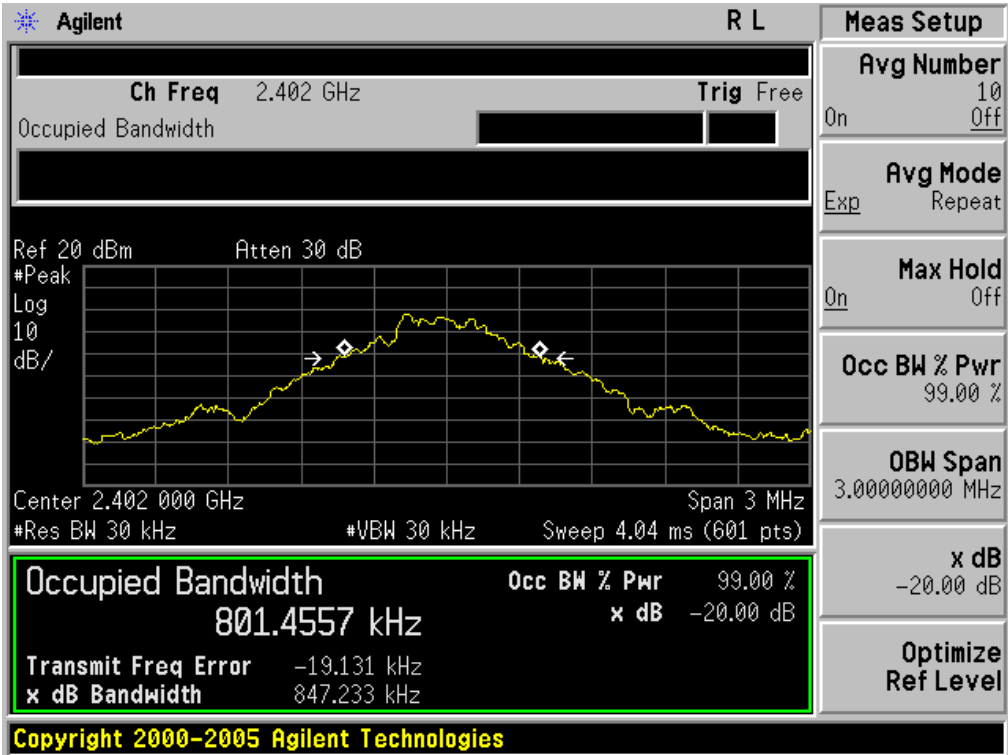 Agilent R L
Ch Freq 2.402 GHz Trig Free
Occupied Bandwidth
Ref 20 dBm Atten 30 dB
#Peak
Log
10
dB/
Center 2.402 000 GHz Span 3 MHz
#Res BW 30 kHz #VBW 30 kHz Sweep 4.04 ms (601 pts)
Occupied Bandwidth Occ BW % Pwr 99.00 %
801.4557 kHz x dB -20.00 dB
Transmit Freq Error -19.131 kHz
x dB Bandwidth 847.233 kHz
Copyright 2000-2005 Agilent Technologies
Meas Setup
Avg Number
10
On Off
Avg Mode
Exp Repeat
Max Hold
On Off
Occ BW % Pwr
99.00 %
OBW Span
3.00000000 MHz
x dB
-20.00 dB
Optimize
Ref Level